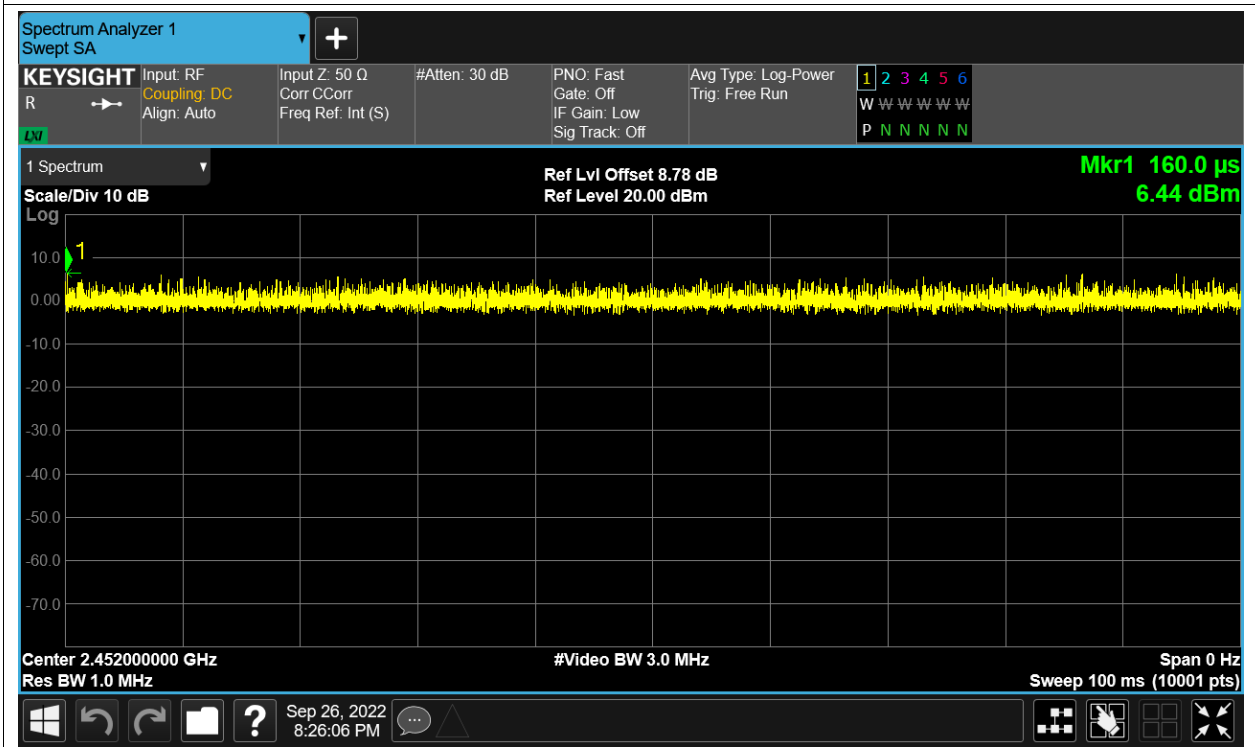 Spectrum Analyzer 1
Swept SA
KEYSIGHT
R
LXI
Input: RF
Coupling: DC
Align: Auto
Input Z: 50 Ω
Corr CCorr
Freq Ref: Int (S)
#Atten: 30 dB
PNO: Fast
Gate: Off
IF Gain: Low
Sig Track: Off
Avg Type: Log-Power
Trig: Free Run
1 2 3 4 5 6
W W W W W W
P N N N N N
1 Spectrum
Scale/Div 10 dB
Ref Lvl Offset 8.78 dB
Ref Level 20.00 dBm
Mkr1 160.0 µs
6.44 dBm
Log
1
10.0
0.00
-10.0
-20.0
-30.0
-40.0
-50.0
-60.0
-70.0
Center 2.452000000 GHz
Res BW 1.0 MHz
#Video BW 3.0 MHz
Span 0 Hz
Sweep 100 ms (10001 pts)
?
Sep 26, 2022
8:26:06 PM